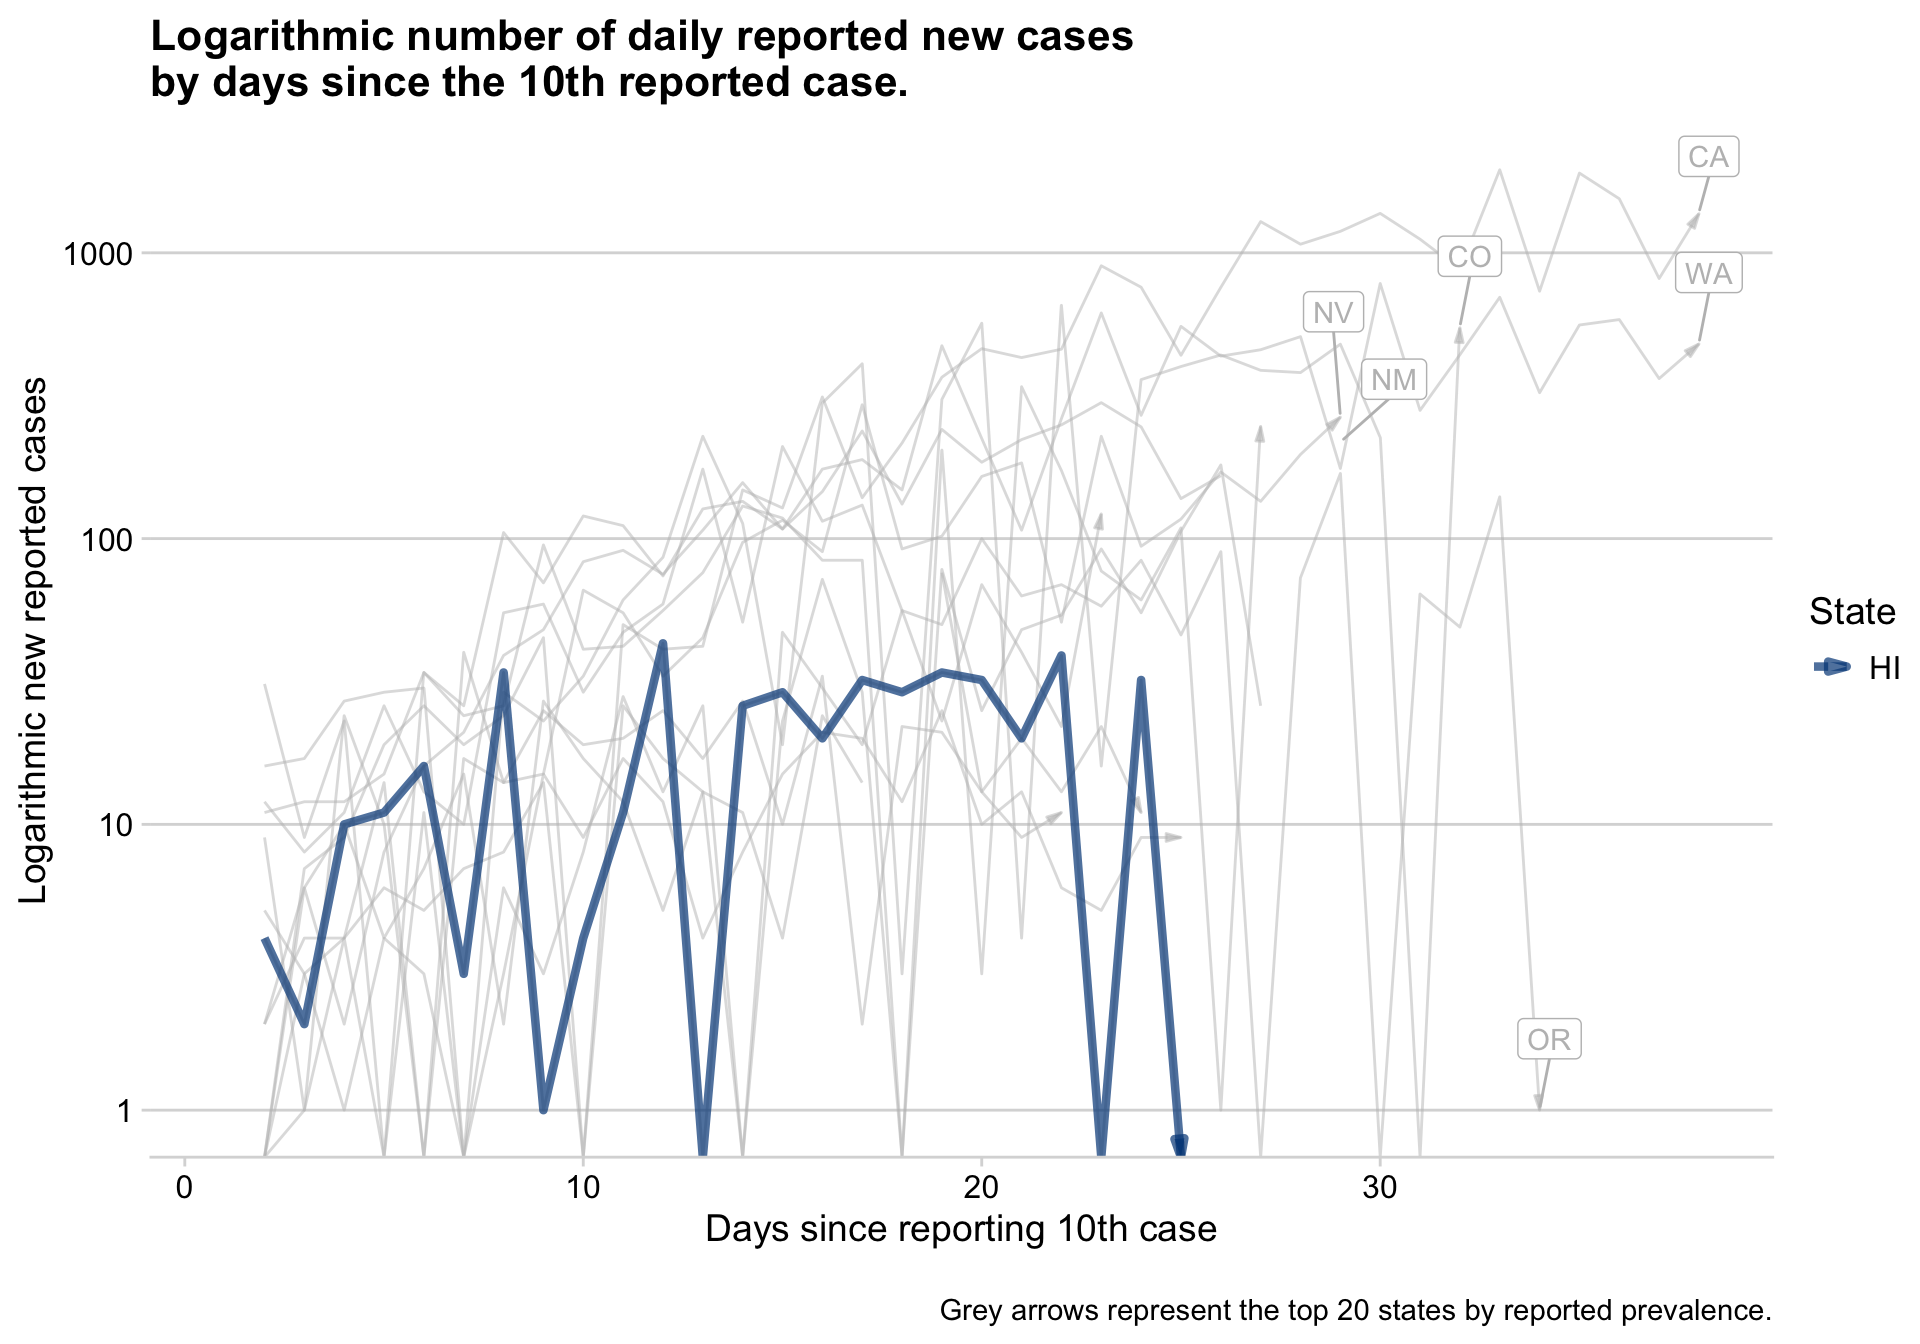 Logarithmic number of daily reported new cases
by days since the 10th reported case.
CA
1000
CO
WA
NV
NM
100
Logarithmic new reported cases
State
HI
10
OR
1
0
10
20
30
Days since reporting 10th case
Grey arrows represent the top 20 states by reported prevalence.